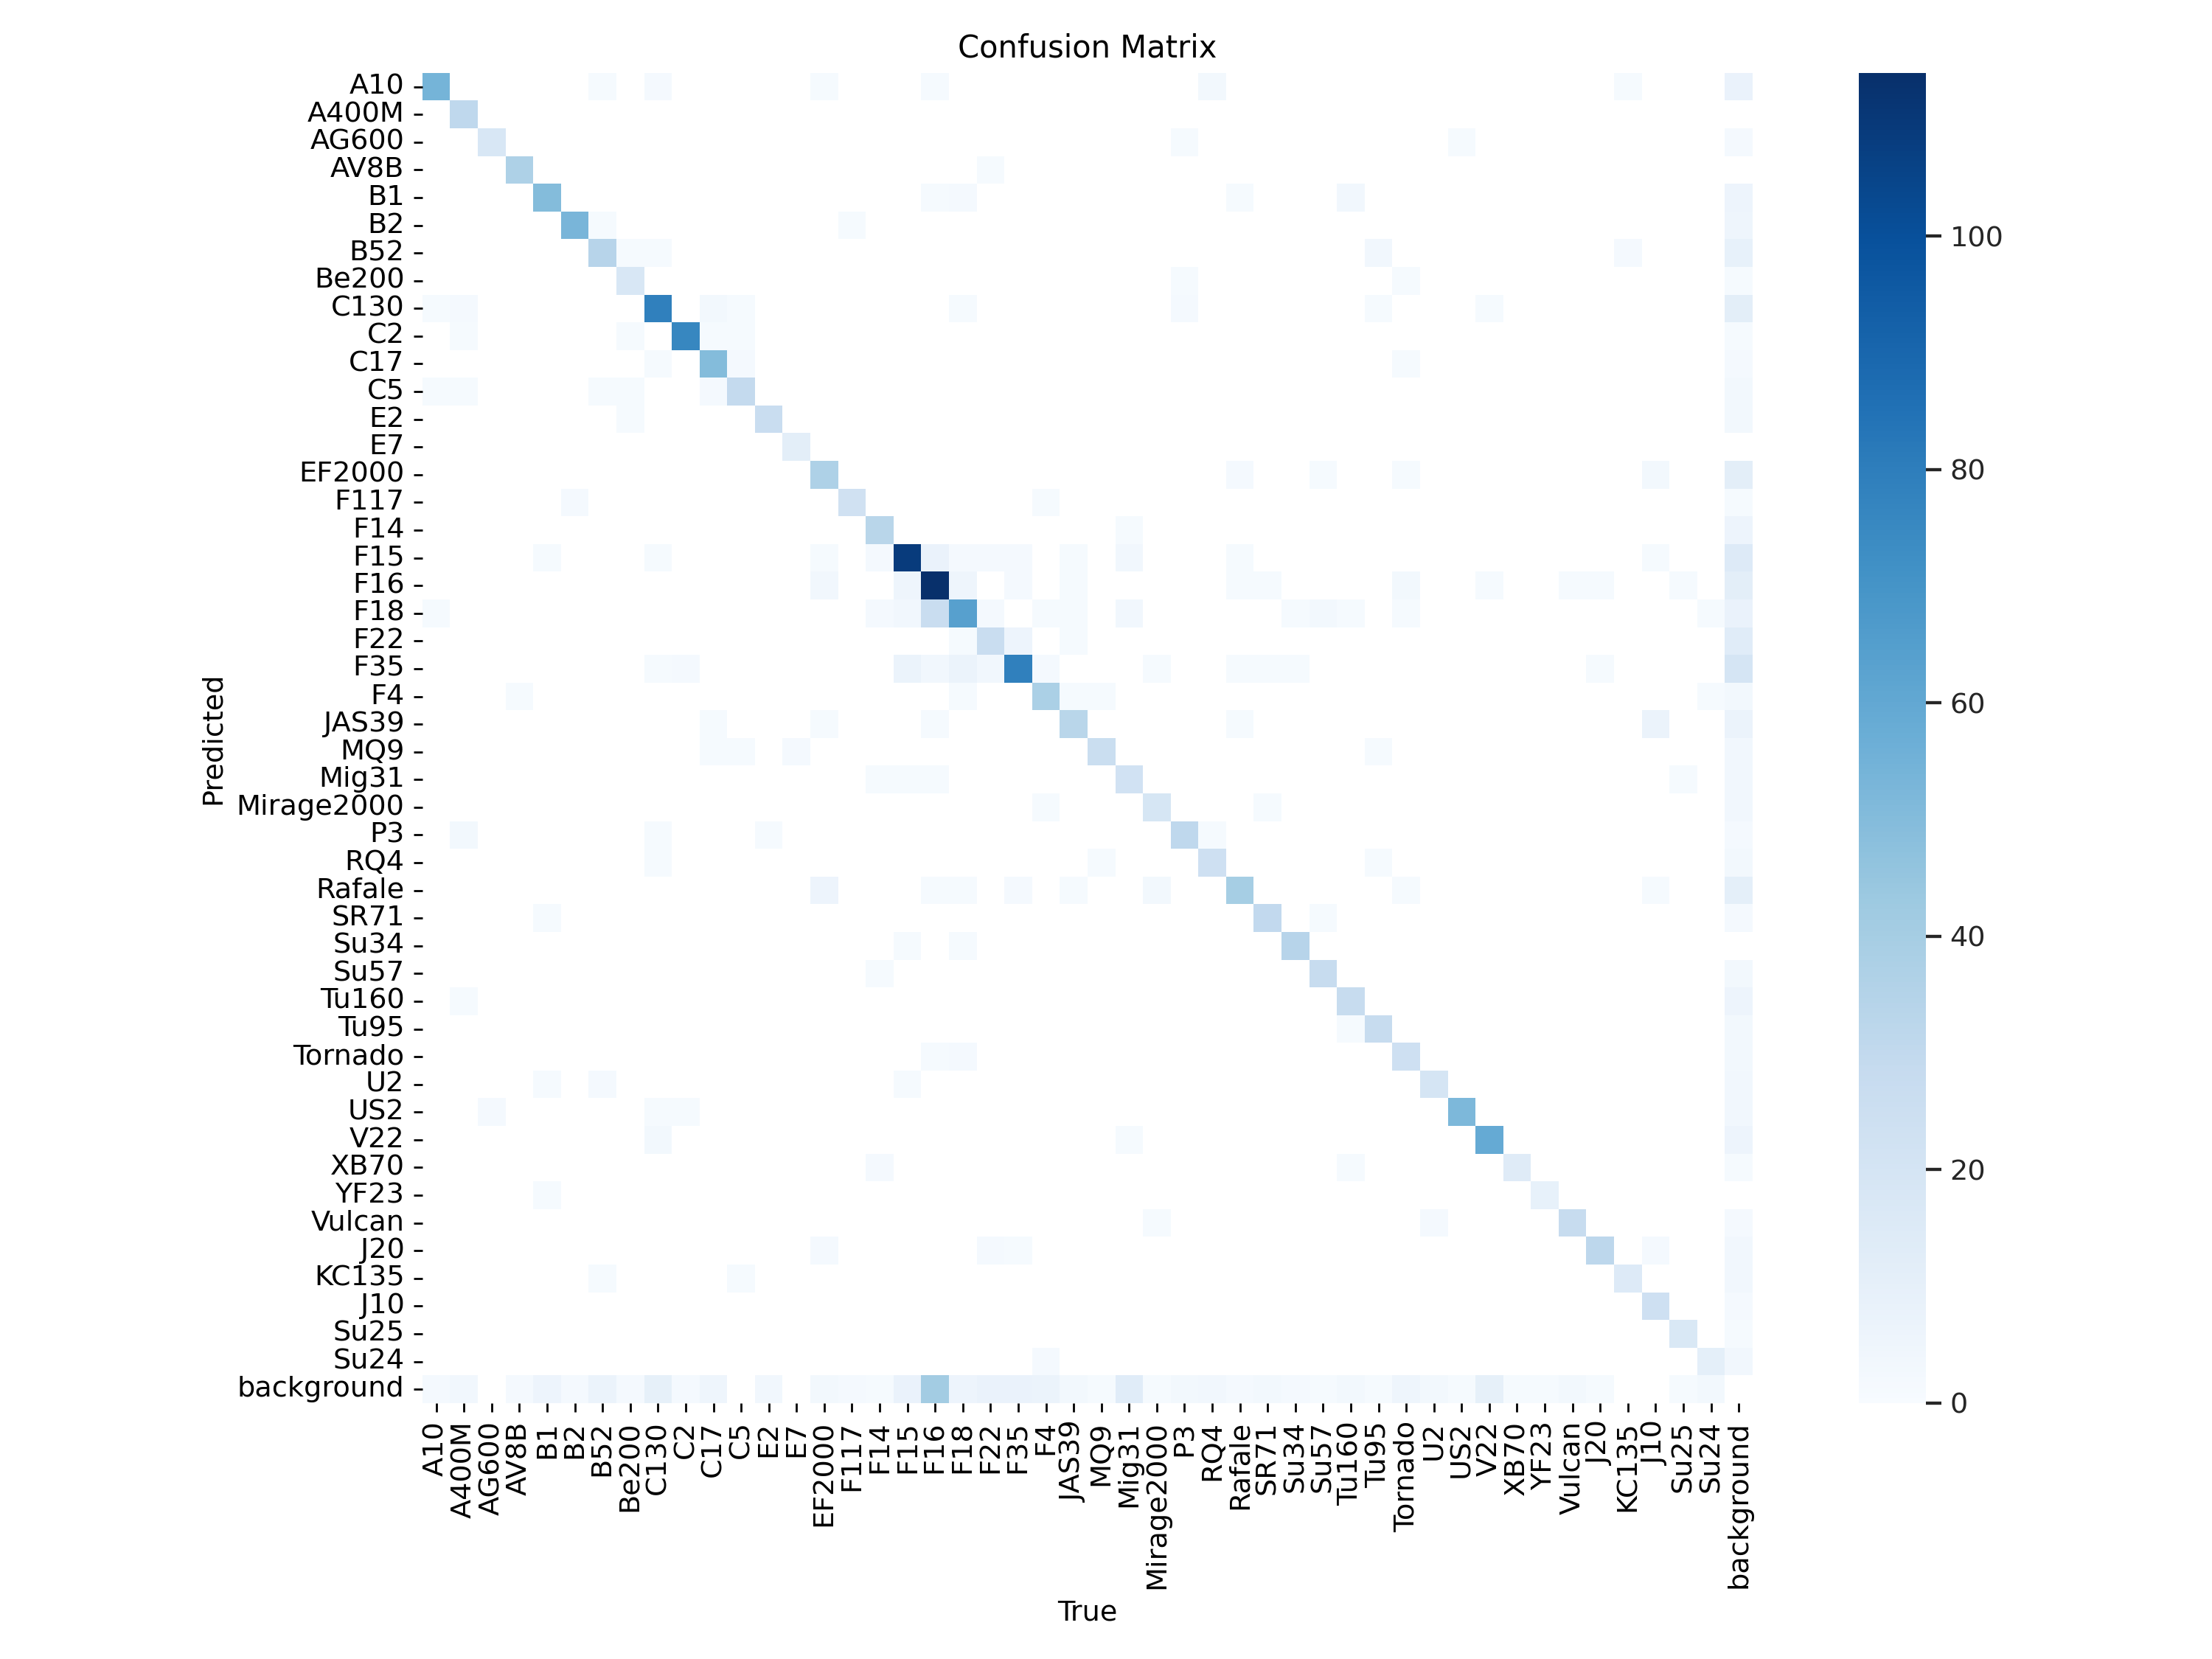 Confusion Matrix
Predicted
A10
A400M
AG600
AV8B
B1
B2
B52
Be200
C130
C2
C17
C5
E2
E7
EF2000
F117
F14
F15
F16
F18
F22
F35
F4
JAS39
MQ9
Mig31
Mirage2000
P3
RQ4
Rafale
SR71
Su34
Su57
Tu160
Tu95
Tornado
U2
US2
V22
XB70
YF23
Vulcan
J20
KC135
J10
Su25
Su24
background
A10
A400M
AG600
AV8B
B1
B2
B52
Be200
C130
C2
C17
C5
E2
E7
EF2000
F117
F14
F15
F16
F18
F22
F35
F4
JAS39
MQ9
Mig31
Mirage2000
P3
RQ4
Rafale
SR71
Su34
Su57
Tu160
Tu95
Tornado
U2
US2
V22
XB70
YF23
Vulcan
J20
KC135
J10
Su25
Su24
background
True
100
80
60
40
20
0